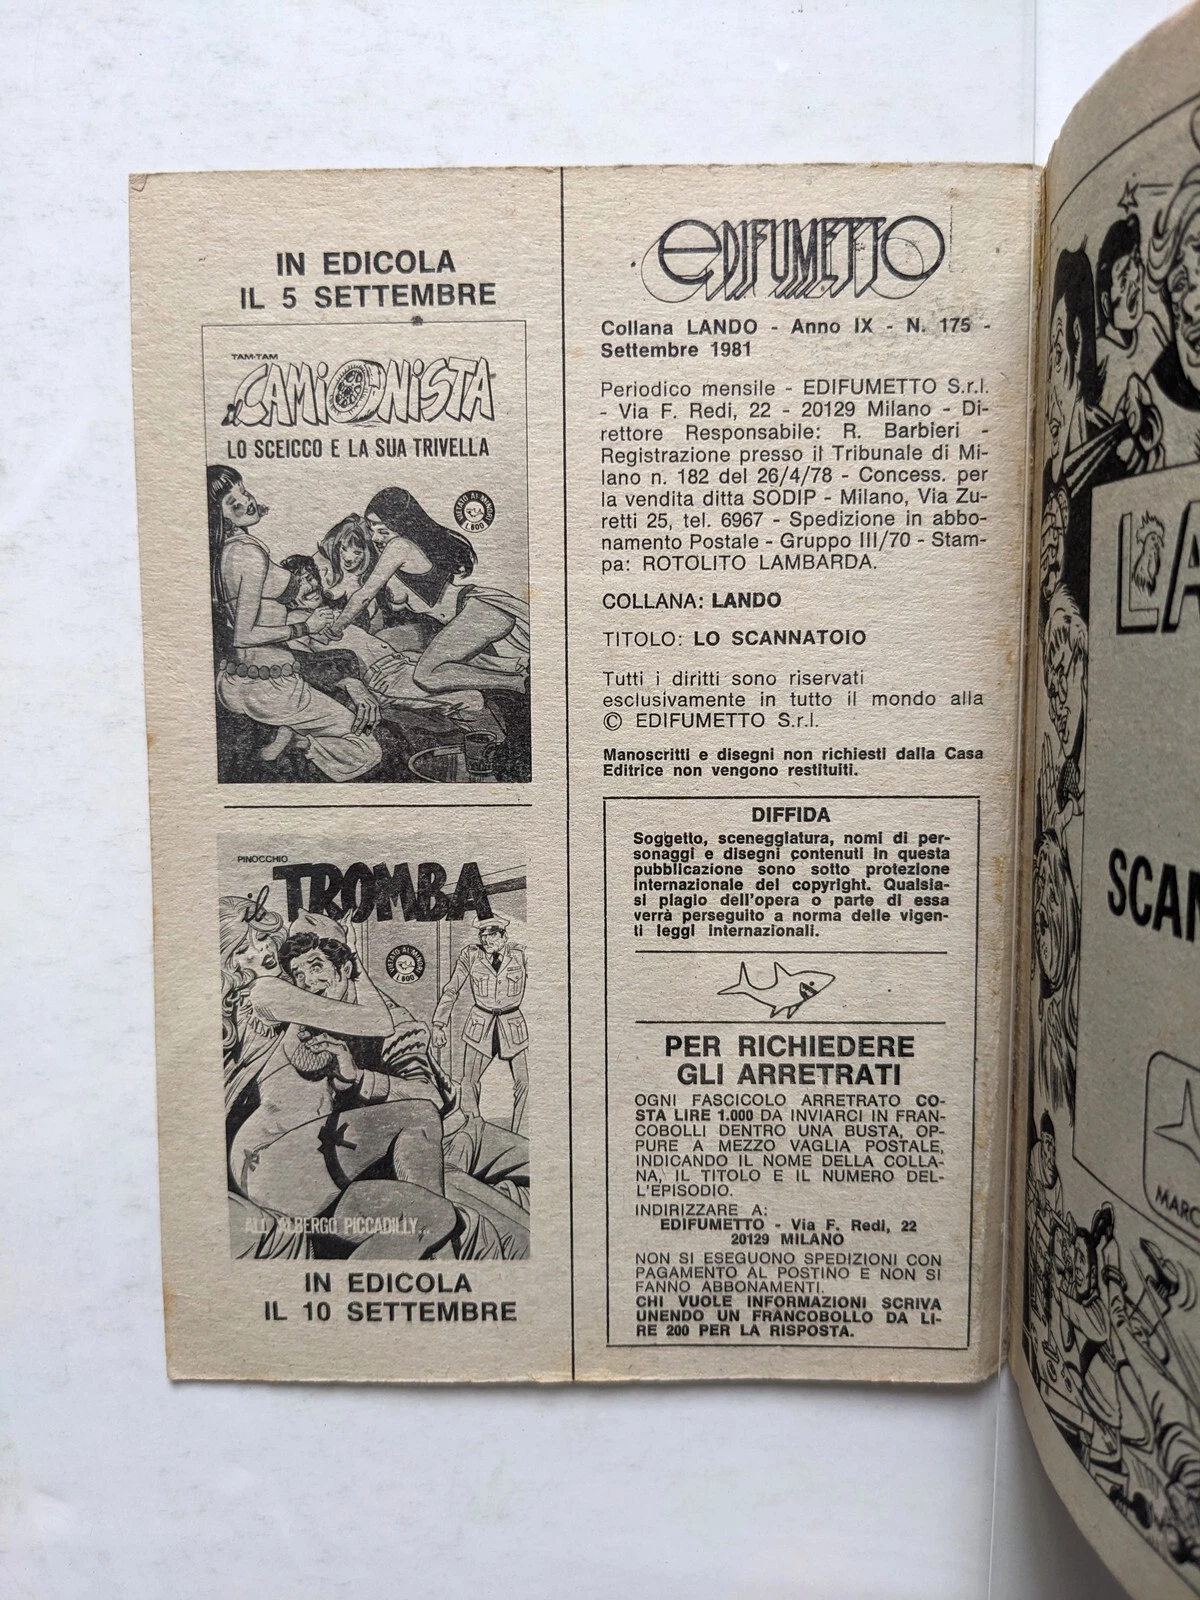 IN EDICOLA
IL 5 SETTEMBRE
TAM-TAM
il CAMIONISTA
LO SCEICCO E LA SUA TRIVELLA
VIETATO AI MINORI
L.600
PINOCCHIO
il TROMBA
VIETATO AI MINORI
L.600
ALL'ALBERGO PICCADILLY...
IN EDICOLA
IL 10 SETTEMBRE
EDIFUMETTO
Collana LANDO - Anno IX - N. 175 -
Settembre 1981
Periodico mensile - EDIFUMETTO S.r.l.
- Via F. Redi, 22 - 20129 Milano - Di-
rettore Responsabile: R. Barbieri -
Registrazione presso il Tribunale di Mi-
lano n. 182 del 26/4/78 - Concess. per
la vendita ditta SODIP - Milano, Via Zu-
retti 25, tel. 6967 - Spedizione in abbo-
namento Postale - Gruppo III/70 - Stam-
pa: ROTOLITO LAMBARDA.
COLLANA: LANDO
TITOLO: LO SCANNATOIO
Tutti i diritti sono riservati
esclusivamente in tutto il mondo alla
© EDIFUMETTO S.r.l.
Manoscritti e disegni non richiesti dalla Casa
Editrice non vengono restituiti.
DIFFIDA
Soggetto, sceneggiatura, nomi di per-
sonaggi e disegni contenuti in questa
pubblicazione sono sotto protezione
internazionale del copyright. Qualsia-
si plagio dell'opera o parte di essa
verrà perseguito a norma delle vigen-
ti leggi internazionali.
PER RICHIEDERE
GLI ARRETRATI
OGNI FASCICOLO ARRETRATO CO-
STA LIRE 1.000 DA INVIARCI IN FRAN-
COBOLLI DENTRO UNA BUSTA, OP-
PURE A MEZZO VAGLIA POSTALE,
INDICANDO IL NOME DELLA COLLA-
NA, IL TITOLO E IL NUMERO DEL-
L'EPISODIO.
INDIRIZZARE A:
EDIFUMETTO - Via F. Redi, 22
20129 MILANO
NON SI ESEGUONO SPEDIZIONI CON
PAGAMENTO AL POSTINO E NON SI
FANNO ABBONAMENTI.
CHI VUOLE INFORMAZIONI SCRIVA
UNENDO UN FRANCOBOLLO DA LI-
RE 200 PER LA RISPOSTA.
LA
SCAN
MARC